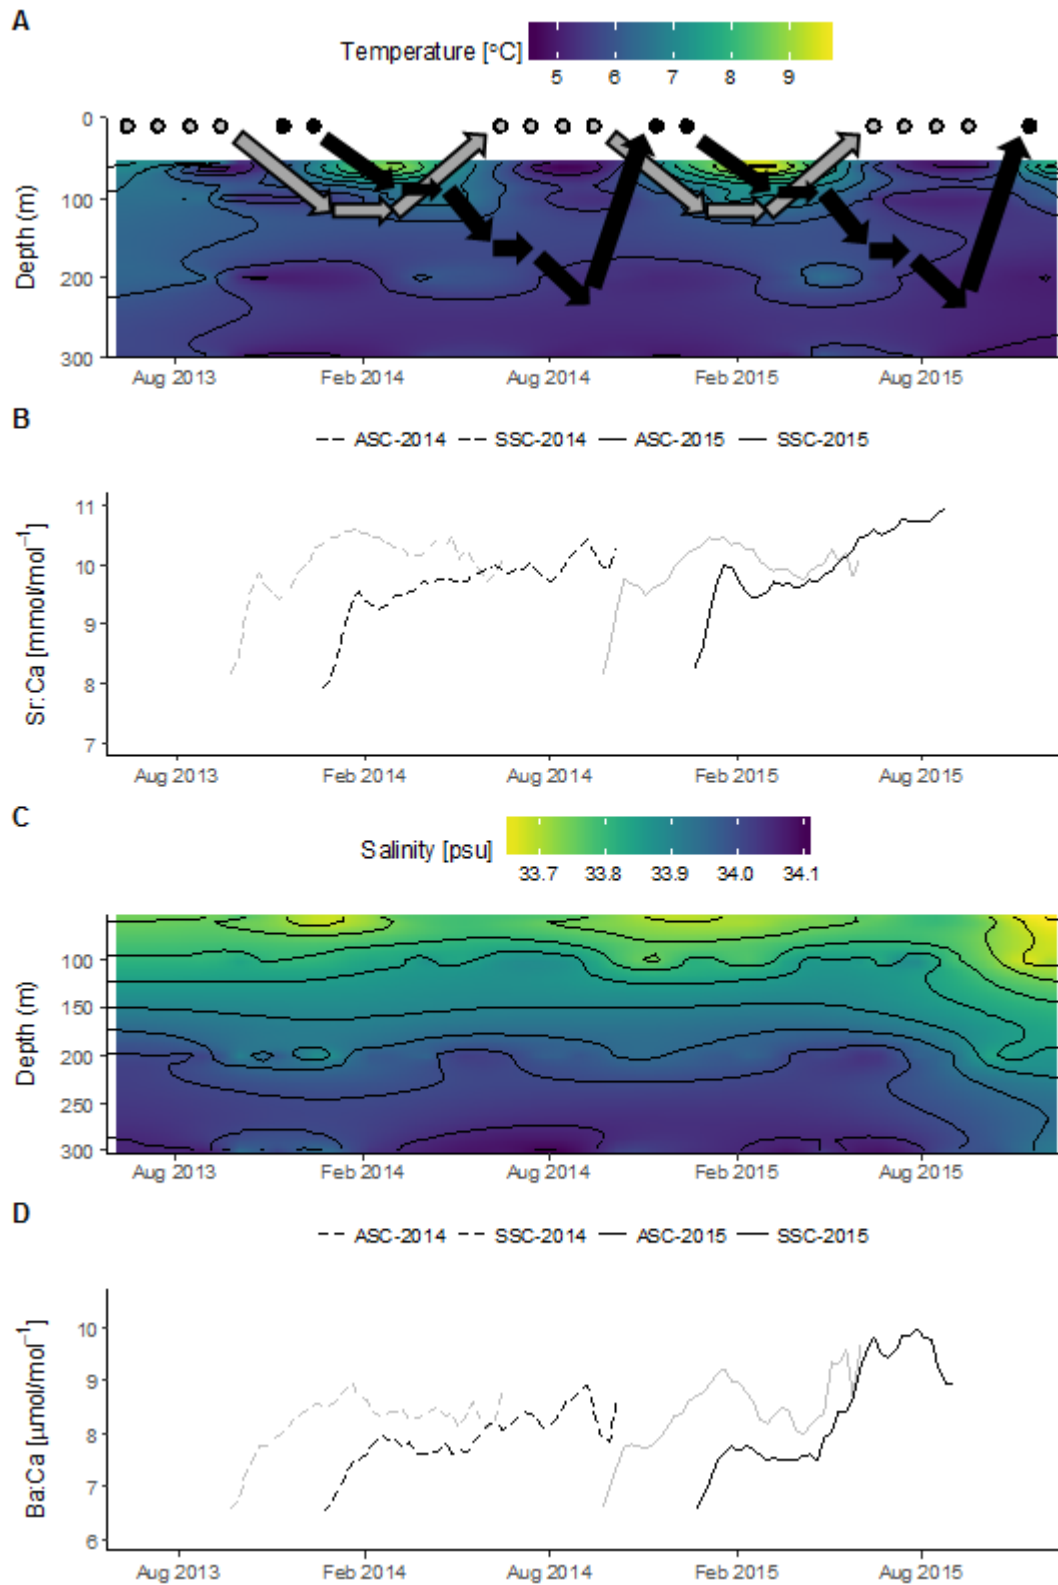 A
Temperature [°C]
5 6 7 8 9
0
100
200
300
Depth (m)
Aug 2013 Feb 2014 Aug 2014 Feb 2015 Aug 2015
B
ASC-2014 SSC-2014 ASC-2015 SSC-2015
11
10
9
8
7
Sr:Ca [mmol/mol⁻¹]
Aug 2013 Feb 2014 Aug 2014 Feb 2015 Aug 2015
C
Salinity [psu]
33.7 33.8 33.9 34.0 34.1
100
150
200
250
300
Depth (m)
Aug 2013 Feb 2014 Aug 2014 Feb 2015 Aug 2015
D
ASC-2014 SSC-2014 ASC-2015 SSC-2015
10
9
8
7
6
Ba:Ca [µmol/mol⁻¹]
Aug 2013 Feb 2014 Aug 2014 Feb 2015 Aug 2015